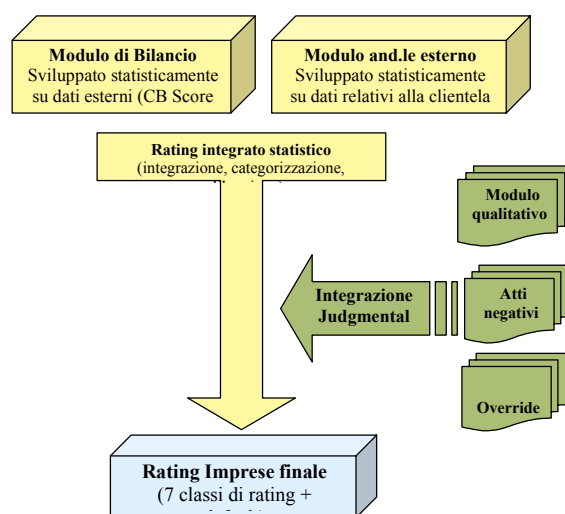 Modulo di Bilancio
Sviluppato statisticamente
su dati esterni (CB Score
Modulo and.le esterno
Sviluppato statisticamente
su dati relativi alla clientela
Rating integrato statistico
(integrazione, categorizzazione,
Modulo
qualitativo
Integrazione
Judgmental
Atti
negativi
Override
Rating Imprese finale
(7 classi di rating +